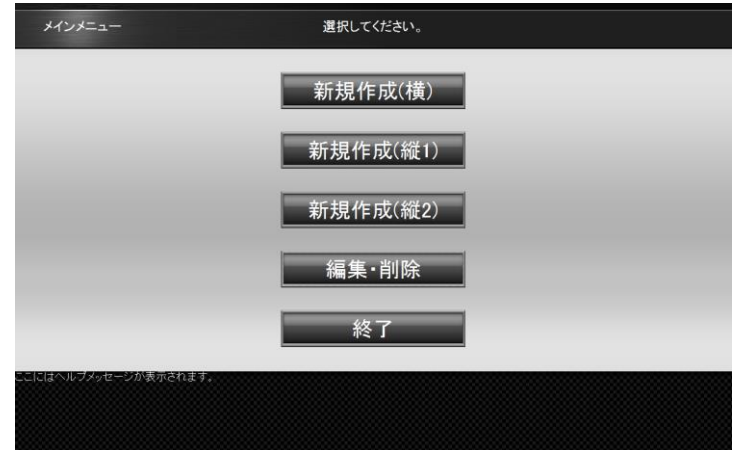 メインメニュー
選択してください。
新規作成(横)
新規作成(縦1)
新規作成(縦2)
編集・削除
終了
ここにはヘルプメッセージが表示されます。